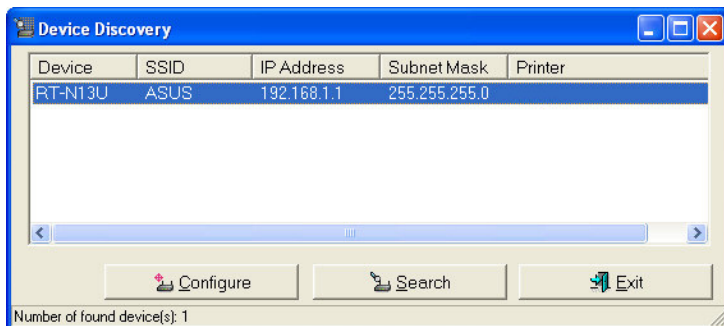 Device Discovery
Device SSID IP Address Subnet Mask Printer
RT-N13U ASUS 192.168.1.1 255.255.255.0
Configure Search Exit
Number of found device(s): 1